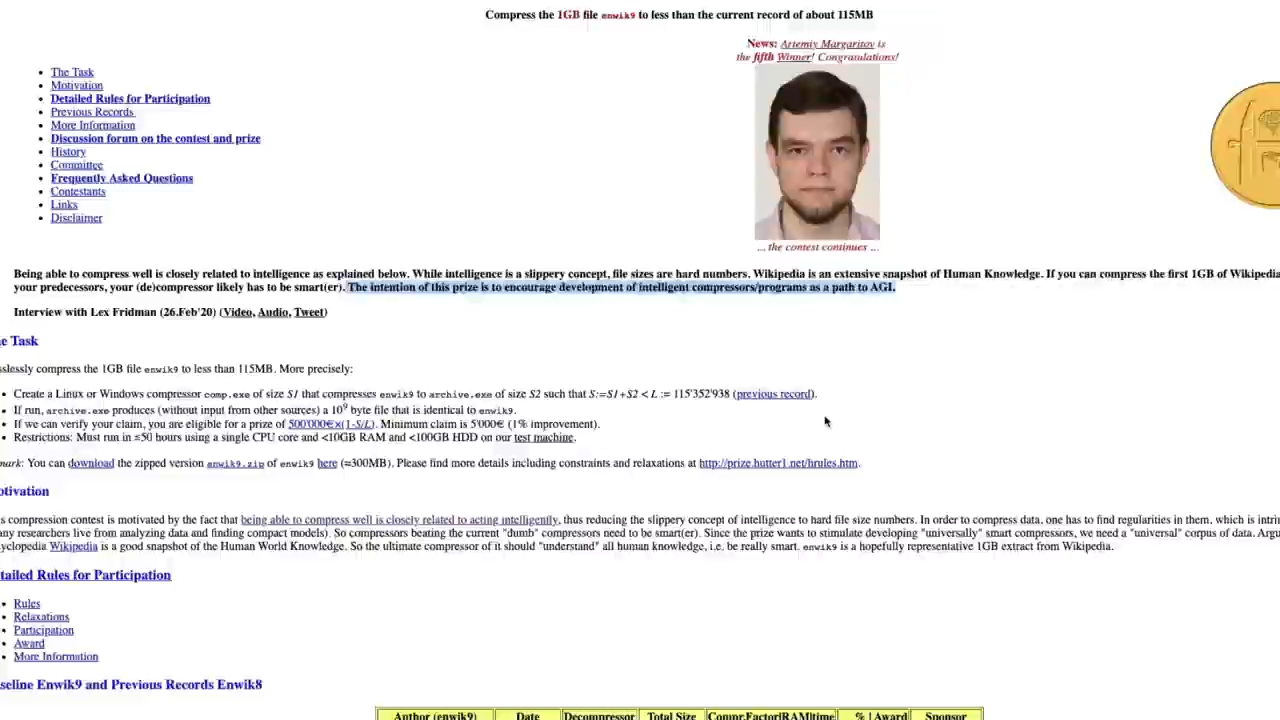 Compress the 1GB file enwik9 to less than the current record of about 115MB
News: Artemiy Margaritov is
the fifth Winner! Congratulations!
The Task
Motivation
Detailed Rules for Participation
Previous Records
More Information
Discussion forum on the contest and prize
History
Committee
Frequently Asked Questions
Contestants
Links
Disclaimer
... the contest continues ...
Being able to compress well is closely related to intelligence as explained below. While intelligence is a slippery concept, file sizes are hard numbers. Wikipedia is an extensive snapshot of Human Knowledge. If you can compress the first 1GB of Wikipedia
your predecessors, your (de)compressor likely has to be smart(er). The intention of this prize is to encourage development of intelligent compressors/programs as a path to AGI.
Interview with Lex Fridman (26.Feb'20) (Video, Audio, Tweet)
e Task
sslessly compress the 1GB file enwik9 to less than 115MB. More precisely:
Create a Linux or Windows compressor comp.exe of size S1 that compresses enwik9 to archive.exe of size S2 such that S:=S1+S2 < L := 115'352'938 (previous record).
If run, archive.exe produces (without input from other sources) a 10⁹ byte file that is identical to enwik9.
If we can verify your claim, you are eligible for a prize of 500'000€×(1-S/L). Minimum claim is 5'000€ (1% improvement).
Restrictions: Must run in ≤50 hours using a single CPU core and <10GB RAM and <100GB HDD on our test machine.
mark: You can download the zipped version enwik9.zip of enwik9 here (≈300MB). Please find more details including constraints and relaxations at http://prize.hutter1.net/hrules.htm.
otivation
s compression contest is motivated by the fact that being able to compress well is closely related to acting intelligently, thus reducing the slippery concept of intelligence to hard file size numbers. In order to compress data, one has to find regularities in them, which is intri
any researchers live from analyzing data and finding compact models). So compressors beating the current "dumb" compressors need to be smart(er). Since the prize wants to stimulate developing "universally" smart compressors, we need a "universal" corpus of data. Argu
cyclopedia Wikipedia is a good snapshot of the Human World Knowledge. So the ultimate compressor of it should "understand" all human knowledge, i.e. be really smart. enwik9 is a hopefully representative 1GB extract from Wikipedia.
tailed Rules for Participation
Rules
Relaxations
Participation
Award
More Information
seline Enwik9 and Previous Records Enwik8
Author (enwik9) Date Decompressor Total Size Compr.Factor|RAM|time % | Award Sponsor